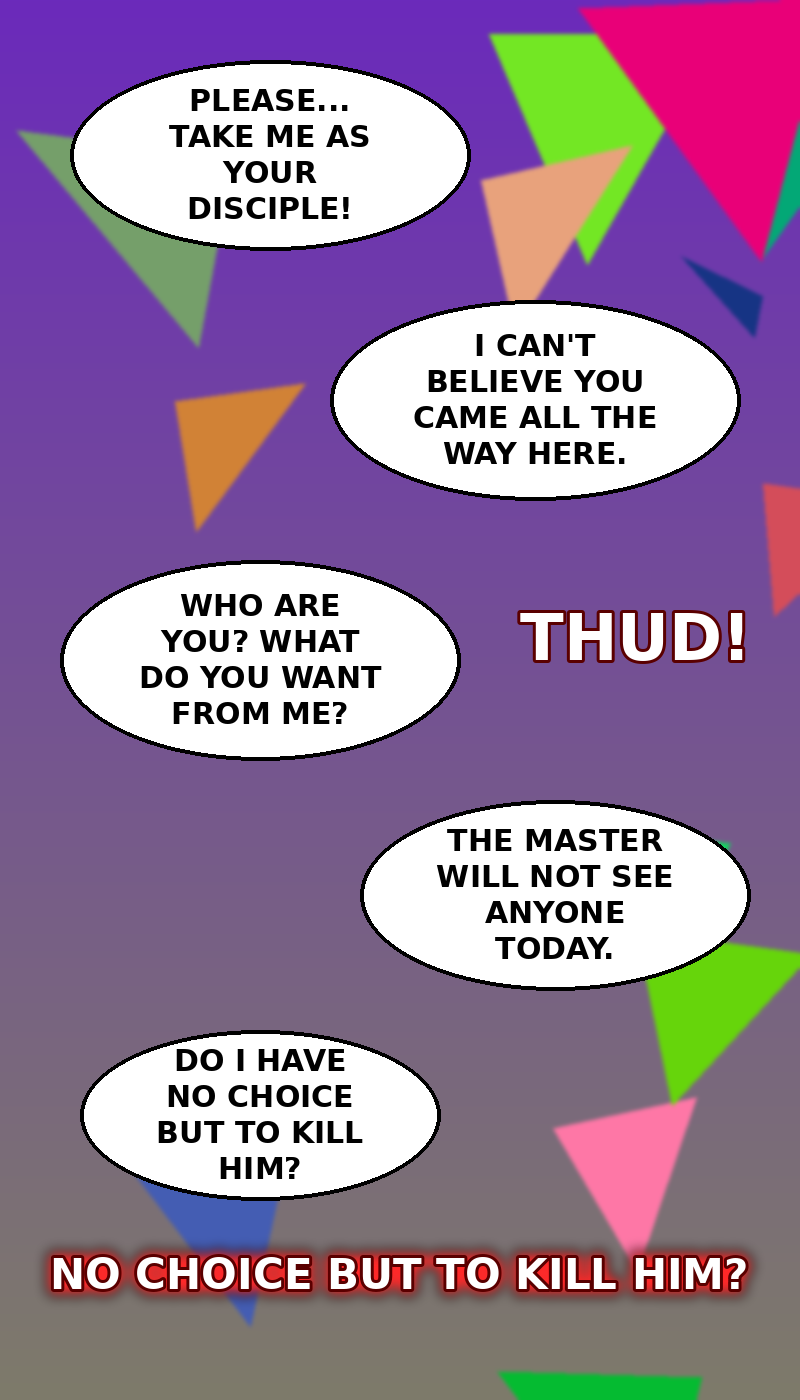 PLEASE...
TAKE ME AS
YOUR
DISCIPLE!
I CAN'T
BELIEVE YOU
CAME ALL THE
WAY HERE.
WHO ARE
YOU? WHAT
DO YOU WANT
FROM ME?
THUD!
THE MASTER
WILL NOT SEE
ANYONE
TODAY.
DO I HAVE
NO CHOICE
BUT TO KILL
HIM?
NO CHOICE BUT TO KILL HIM?